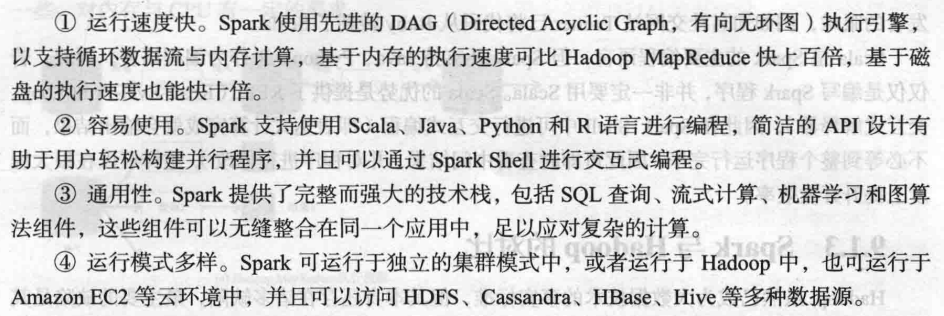 ① 运行速度快。Spark 使用先进的 DAG（Directed Acyclic Graph，有向无环图）执行引擎，
以支持循环数据流与内存计算，基于内存的执行速度可比 Hadoop MapReduce 快上百倍，基于磁
盘的执行速度也能快十倍。
② 容易使用。Spark 支持使用 Scala、Java、Python 和 R 语言进行编程，简洁的 API 设计有
助于用户轻松构建并行程序，并且可以通过 Spark Shell 进行交互式编程。
③ 通用性。Spark 提供了完整而强大的技术栈，包括 SQL 查询、流式计算、机器学习和图算
法组件，这些组件可以无缝整合在同一个应用中，足以应对复杂的计算。
④ 运行模式多样。Spark 可运行于独立的集群模式中，或者运行于 Hadoop 中，也可运行于
Amazon EC2 等云环境中，并且可以访问 HDFS、Cassandra、HBase、Hive 等多种数据源。